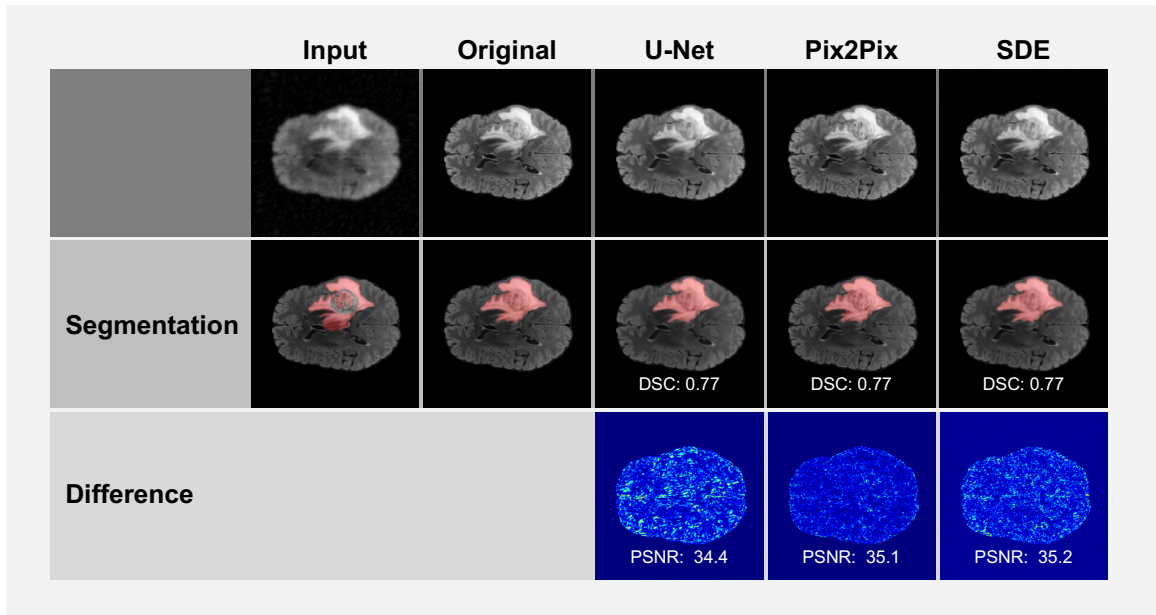 Input Original U-Net Pix2Pix SDE
Segmentation
DSC: 0.77 DSC: 0.77 DSC: 0.77
Difference
PSNR: 34.4 PSNR: 35.1 PSNR: 35.2